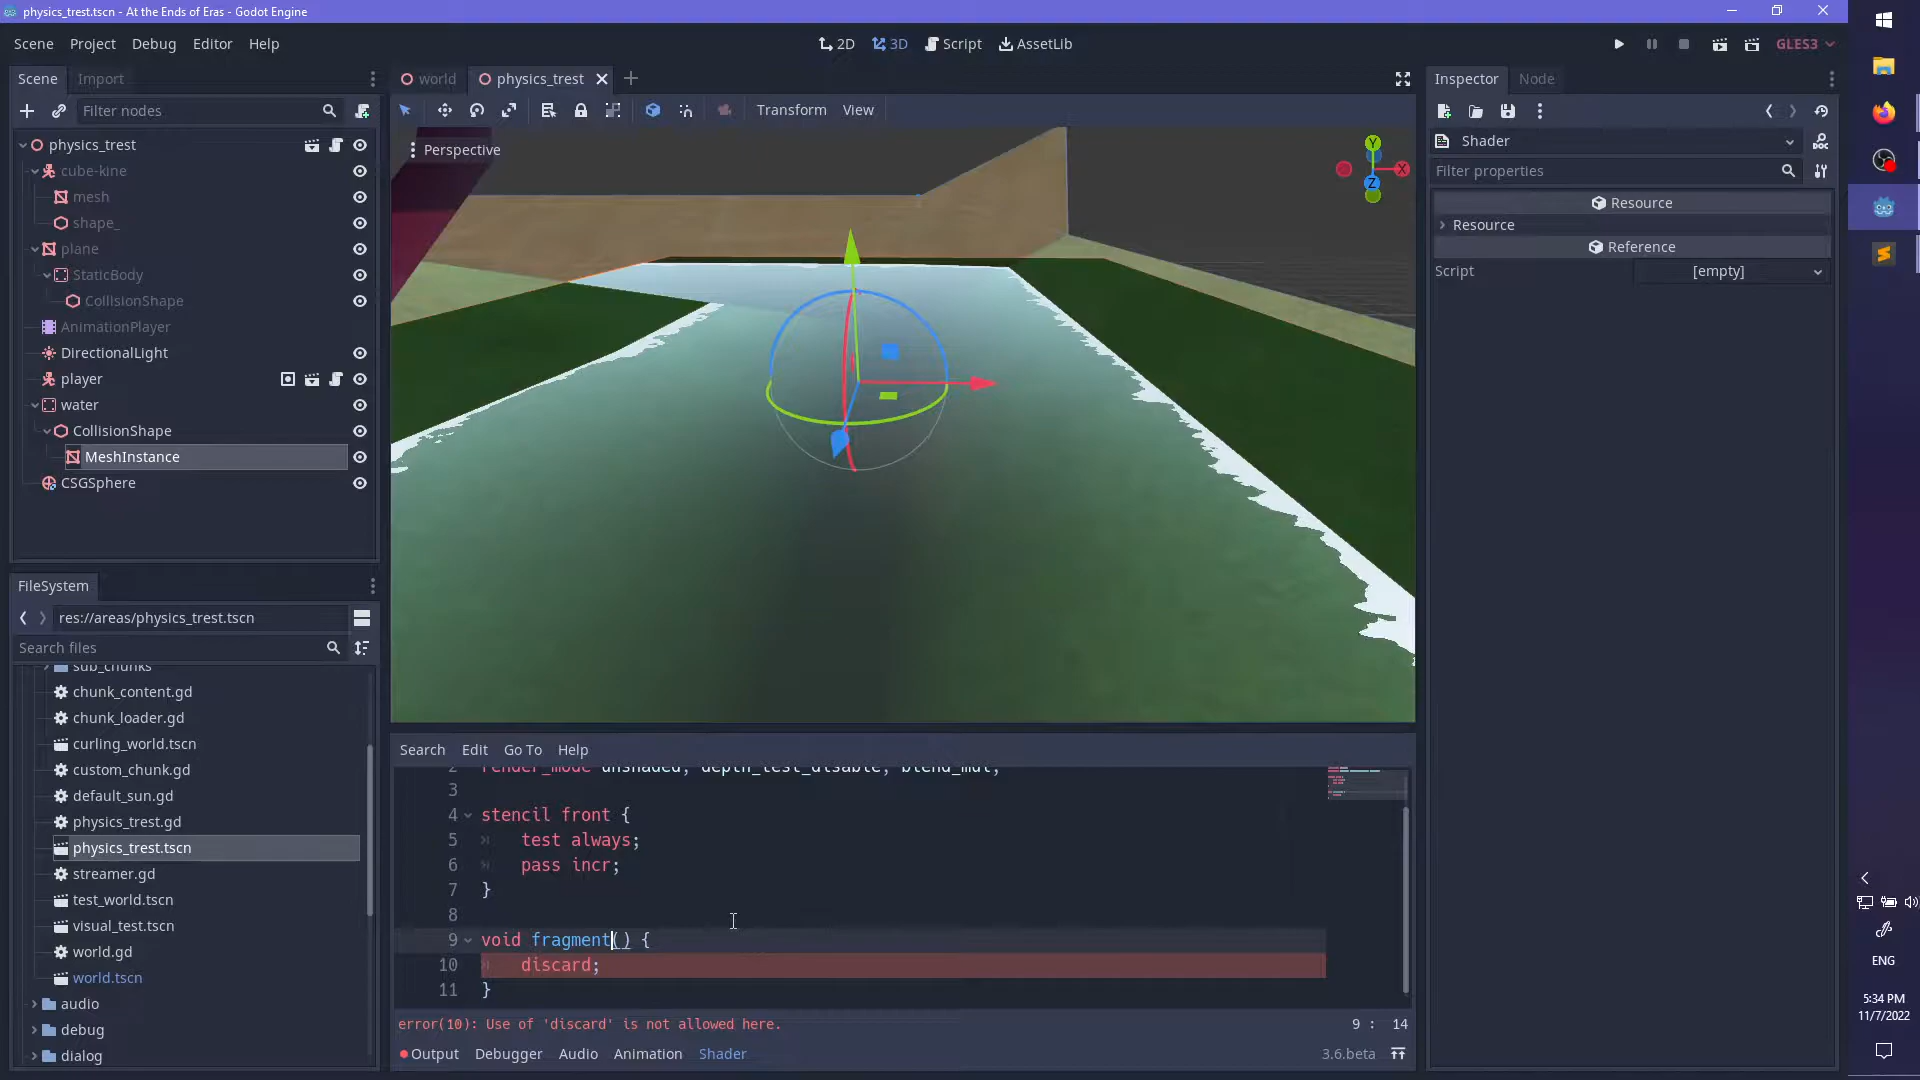 physics_trest.tscn - At the Ends of Eras - Godot Engine
Scene Project Debug Editor Help
2D 3D Script AssetLib
GLES3
Scene Import
world physics_trest
Inspector Node
Filter nodes
Transform View
physics_trest
Perspective
Y
X
Z
Shader
cube-kine
Filter properties
mesh
Resource
shape_
Resource
plane
Reference
StaticBody
Script [empty]
CollisionShape
AnimationPlayer
DirectionalLight
player
water
CollisionShape
MeshInstance
CSGSphere
FileSystem
res://areas/physics_trest.tscn
Search files
sub_chunks
chunk_content.gd
chunk_loader.gd
curling_world.tscn
custom_chunk.gd
default_sun.gd
physics_trest.gd
physics_trest.tscn
streamer.gd
test_world.tscn
visual_test.tscn
world.gd
world.tscn
audio
debug
dialog
Search Edit Go To Help
2 render_mode unshaded, depth_test_disable, blend_mul;
3
4 stencil front {
5 test always;
6 pass incr;
7 }
8
9 void fragment() {
10 discard;
11 }
error(10): Use of 'discard' is not allowed here.
9 : 14
Output Debugger Audio Animation Shader
3.6.beta
ENG
5:34 PM
11/7/2022